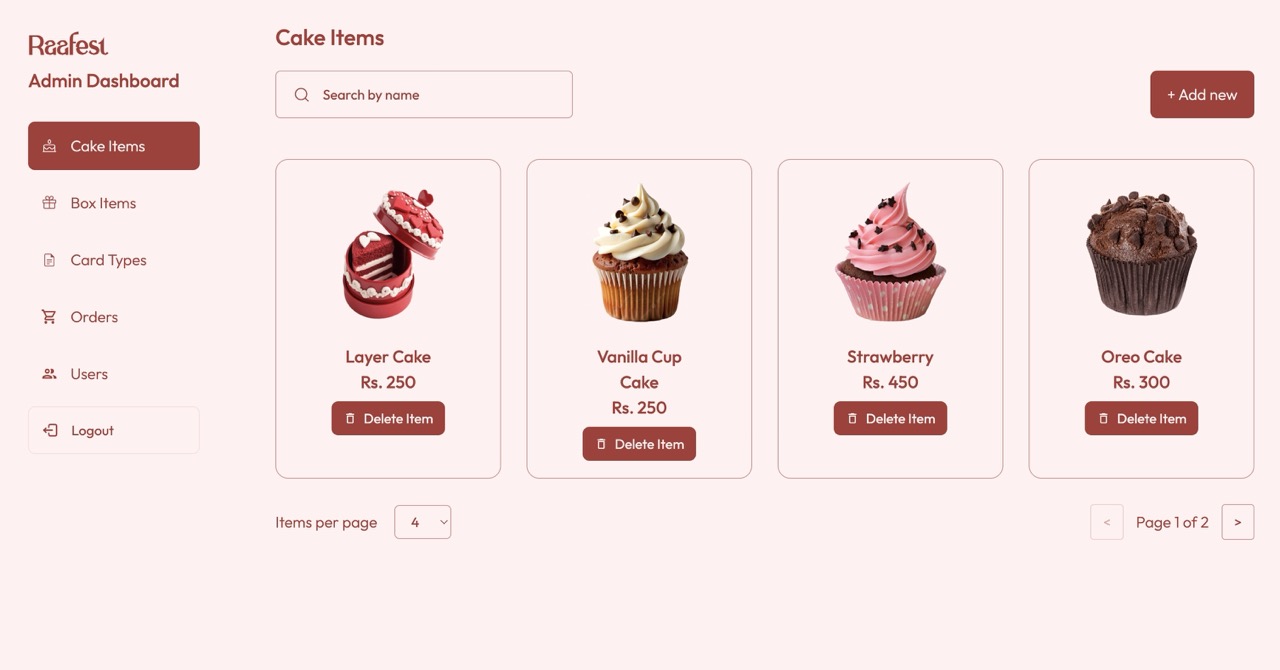 Raafest
Admin Dashboard
Cake Items
Box Items
Card Types
Orders
Users
Logout
Cake Items
Search by name
+ Add new
Layer Cake
Rs. 250
Delete Item
Vanilla Cup
Cake
Rs. 250
Delete Item
Strawberry
Rs. 450
Delete Item
Oreo Cake
Rs. 300
Delete Item
Items per page
4
<
Page 1 of 2
>